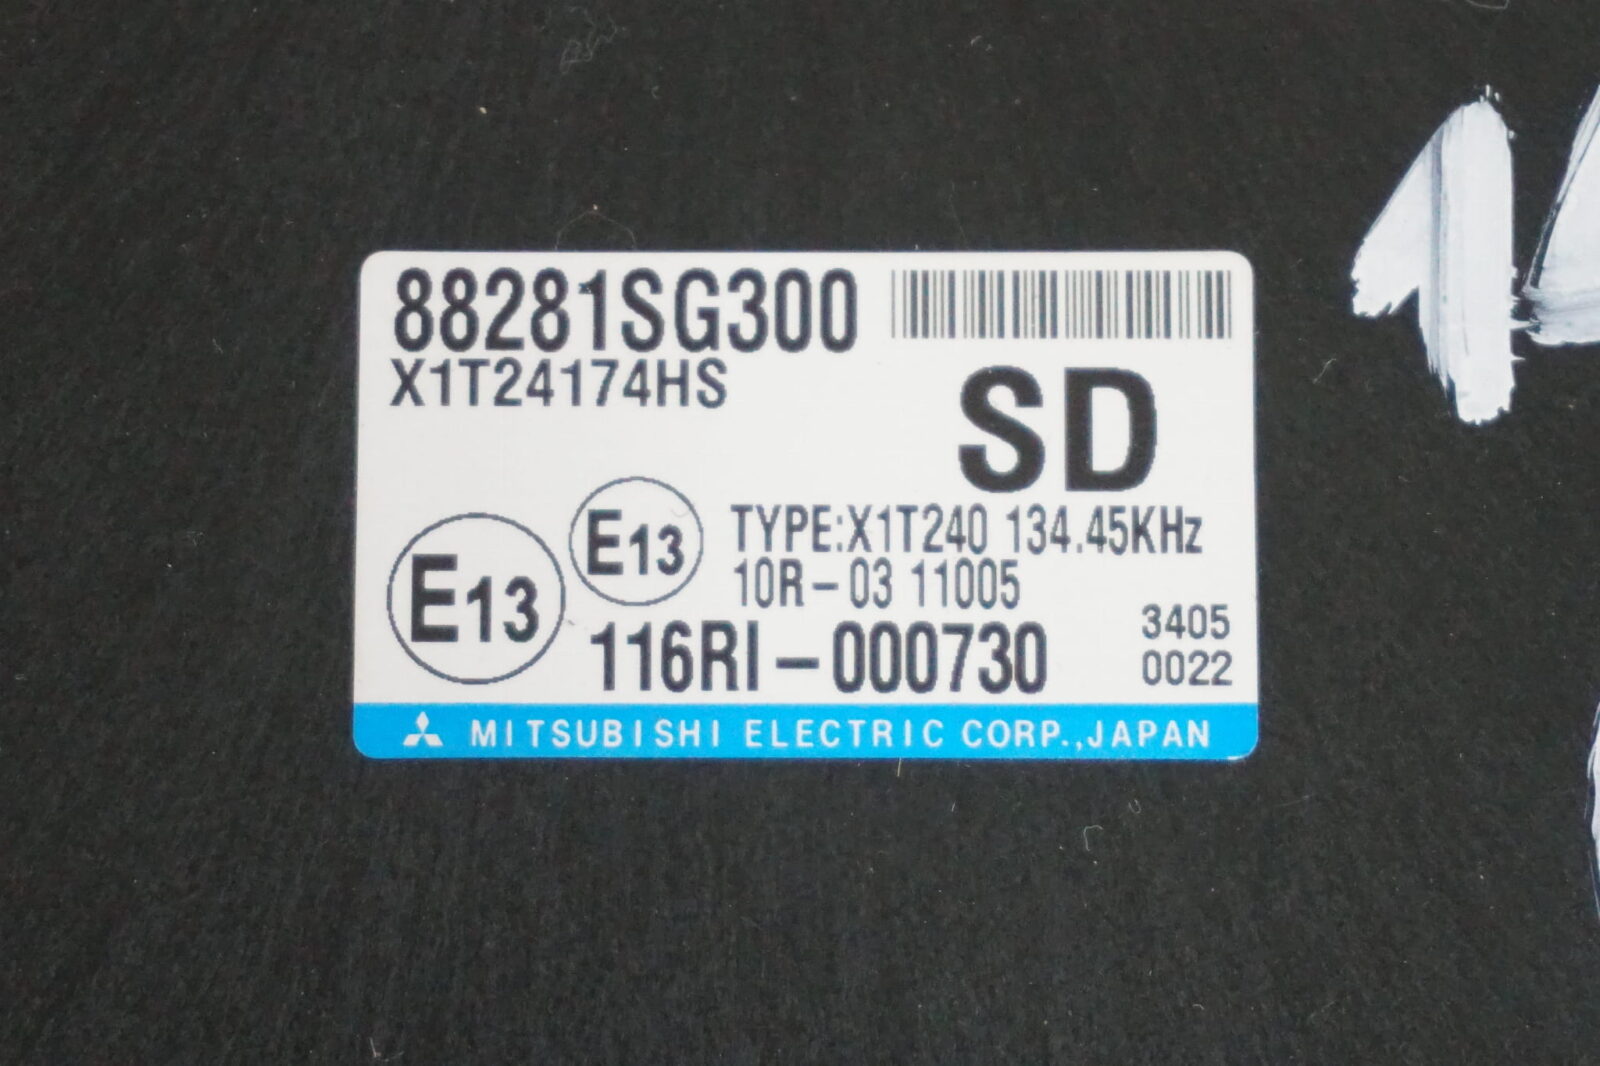 88281SG300
X1T24174HS
SD
E13
E13
TYPE:X1T240 134.45KHz
10R-03 11005
116RI-000730
3405
0022
MITSUBISHI ELECTRIC CORP.,JAPAN
1